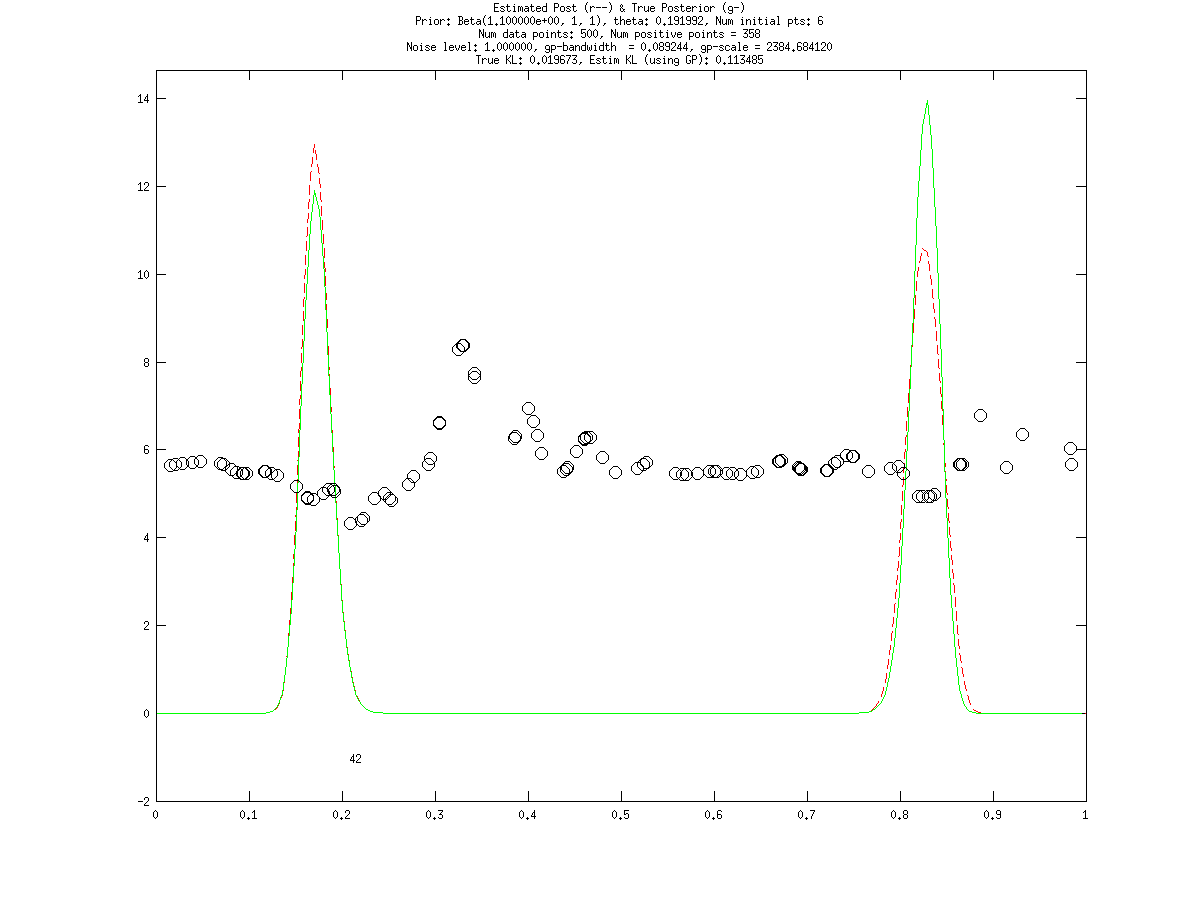 Estimated Post (r--) & True Posterior (g-)
Prior: Beta(1.100000e+00, 1, 1), theta: 0.191992, Num initial pts: 6
Num data points: 500, Num positive points = 358
Noise level: 1.000000, gp-bandwidth  = 0.089244, gp-scale = 2384.684120
True KL: 0.019673, Estim KL (using GP): 0.113485
14
12
10
8
6
4
2
0
42
-2
0 0.1 0.2 0.3 0.4 0.5 0.6 0.7 0.8 0.9 1